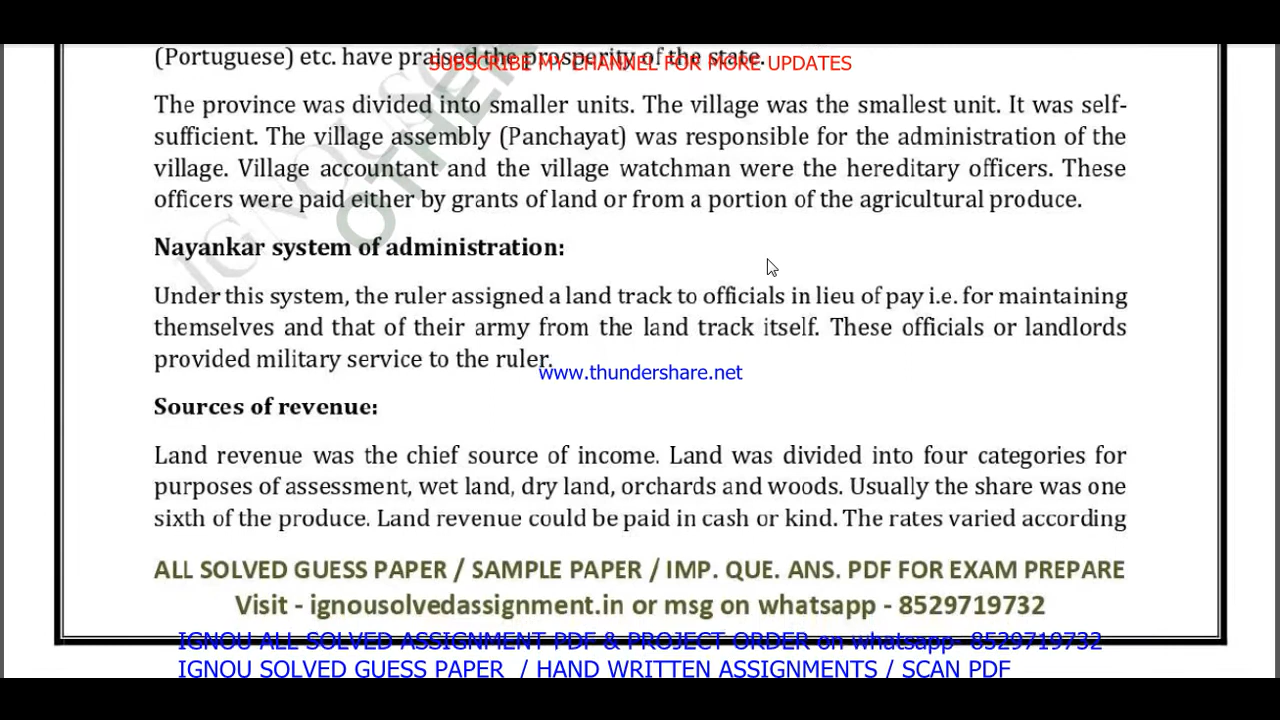 (Portuguese) etc. have praised the prosperity of the state.
SUBSCRIBE MY CHANNEL FOR MORE UPDATES
The province was divided into smaller units. The village was the smallest unit. It was self-
sufficient. The village assembly (Panchayat) was responsible for the administration of the
village. Village accountant and the village watchman were the hereditary officers. These
officers were paid either by grants of land or from a portion of the agricultural produce.
Nayankar system of administration:
Under this system, the ruler assigned a land track to officials in lieu of pay i.e. for maintaining
themselves and that of their army from the land track itself. These officials or landlords
provided military service to the ruler.
www.thundershare.net
Sources of revenue:
Land revenue was the chief source of income. Land was divided into four categories for
purposes of assessment, wet land, dry land, orchards and woods. Usually the share was one
sixth of the produce. Land revenue could be paid in cash or kind. The rates varied according
ALL SOLVED GUESS PAPER / SAMPLE PAPER / IMP. QUE. ANS. PDF FOR EXAM PREPARE
Visit - ignousolvedassignment.in or msg on whatsapp - 8529719732
IGNOU ALL SOLVED ASSIGNMENT PDF & PROJECT ORDER on whatsapp- 8529719732
IGNOU SOLVED GUESS PAPER / HAND WRITTEN ASSIGNMENTS / SCAN PDF